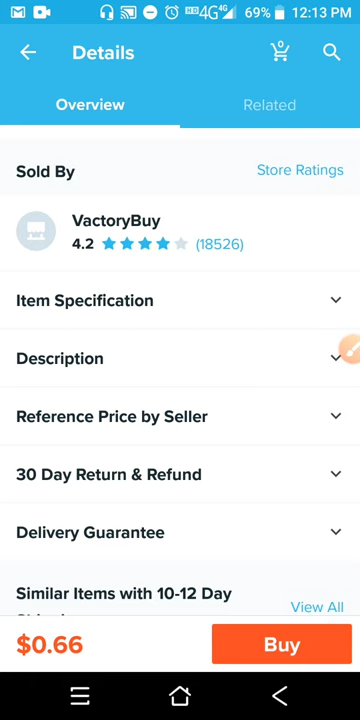 HD 4G 4G 69% 12:13 PM
Details
0
Overview
Related
Sold By
Store Ratings
VactoryBuy
4.2 (18526)
Item Specification
Description
Reference Price by Seller
30 Day Return & Refund
Delivery Guarantee
Similar Items with 10-12 Day
View All
$0.66
Buy